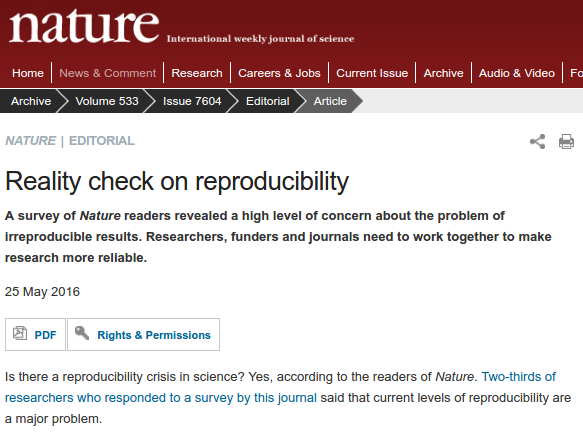 nature International weekly journal of science
Home News & Comment Research Careers & Jobs Current Issue Archive Audio & Video Fo
Archive Volume 533 Issue 7604 Editorial Article
NATURE | EDITORIAL
Reality check on reproducibility
A survey of Nature readers revealed a high level of concern about the problem of
irreproducible results. Researchers, funders and journals need to work together to make
research more reliable.
25 May 2016
PDF Rights & Permissions
Is there a reproducibility crisis in science? Yes, according to the readers of Nature. Two-thirds of
researchers who responded to a survey by this journal said that current levels of reproducibility are
a major problem.